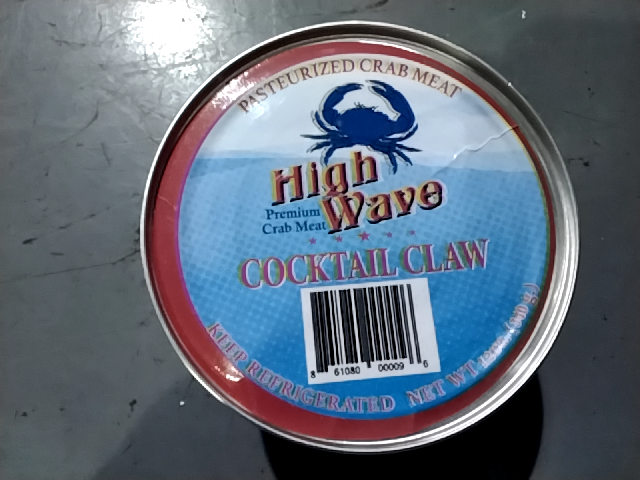 PASTEURIZED CRAB MEAT
High
Wave
Premium
Crab Meat
COCKTAIL CLAW
8 61080 00009 6
KEEP REFRIGERATED NET WT.